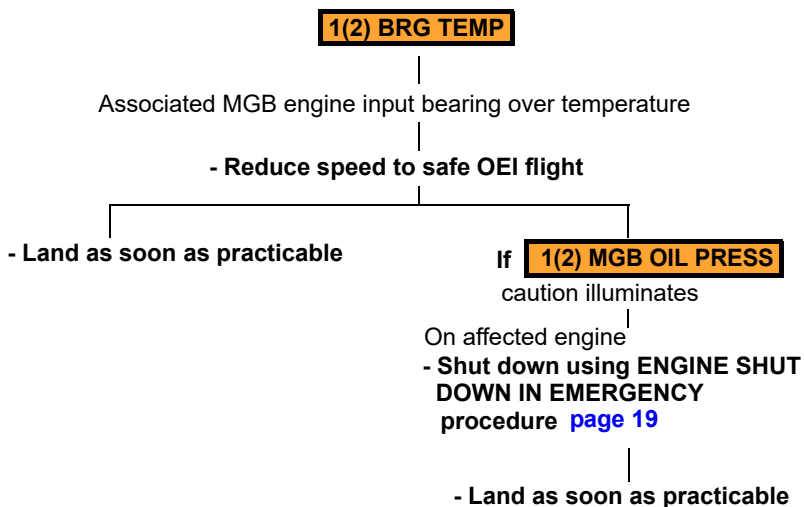 1(2) BRG TEMP
Associated MGB engine input bearing over temperature
- Reduce speed to safe OEI flight
- Land as soon as practicable
If 1(2) MGB OIL PRESS
caution illuminates
On affected engine
- Shut down using ENGINE SHUT
DOWN IN EMERGENCY
procedure page 19
- Land as soon as practicable